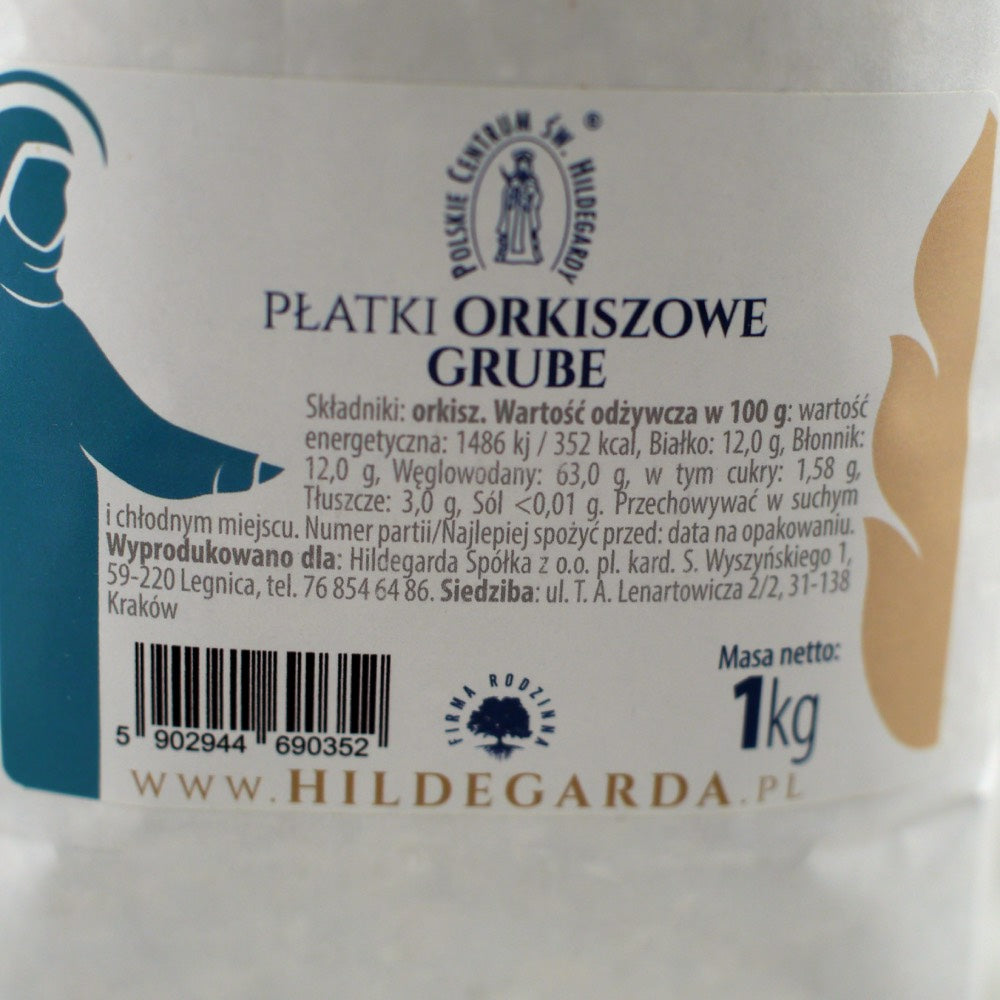 POLSKIE CENTRUM ŚW. HILDEGARDY®
PŁATKI ORKISZOWE
GRUBE
Składniki: orkisz. Wartość odżywcza w 100 g: wartość
energetyczna: 1486 kj / 352 kcal, Białko: 12,0 g, Błonnik:
12,0 g, Węglowodany: 63,0 g, w tym cukry: 1,58 g,
Tłuszcze: 3,0 g, Sól <0,01 g. Przechowywać w suchym
i chłodnym miejscu. Numer partii/Najlepiej spożyć przed: data na opakowaniu.
Wyprodukowano dla: Hildegarda Spółka z o.o. pl. kard. S. Wyszyńskiego 1,
59-220 Legnica, tel. 76 854 64 86. Siedziba: ul. T. A. Lenartowicza 2/2, 31-138
Kraków
Masa netto:
1kg
FIRMA RODZINNA
5 902944 690352
WWW.HILDEGARDA.PL